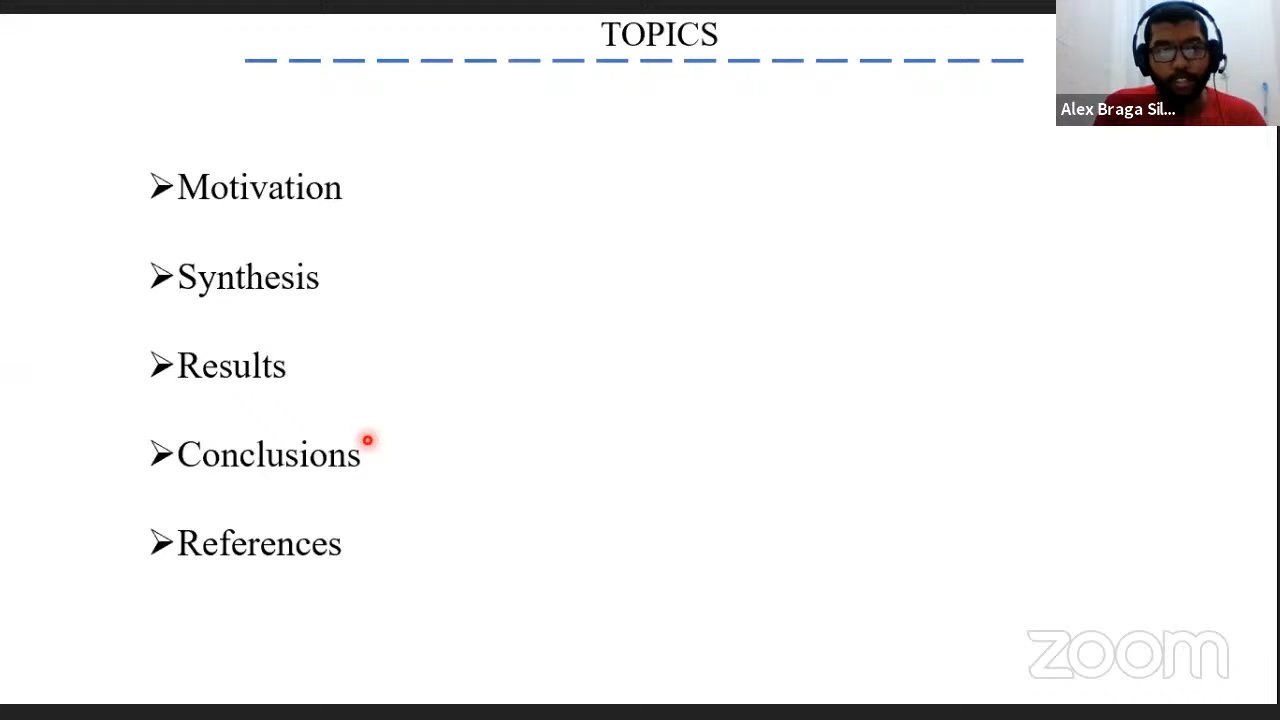 TOPICS
Alex Braga Sil...
➢Motivation
➢Synthesis
➢Results
➢Conclusions
➢References
zoom